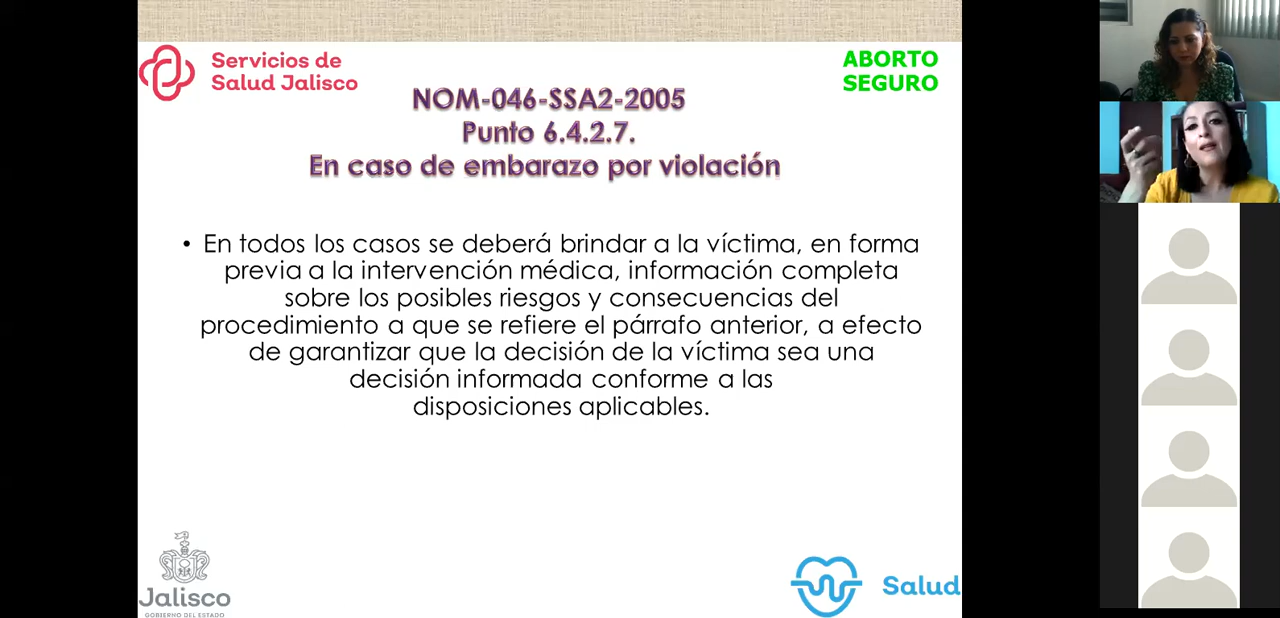 Servicios de
Salud Jalisco
ABORTO
SEGURO
NOM-046-SSA2-2005
Punto 6.4.2.7.
En caso de embarazo por violación
• En todos los casos se deberá brindar a la víctima, en forma
previa a la intervención médica, información completa
sobre los posibles riesgos y consecuencias del
procedimiento a que se refiere el párrafo anterior, a efecto
de garantizar que la decisión de la víctima sea una
decisión informada conforme a las
disposiciones aplicables.
Jalisco
GOBIERNO DEL ESTADO
Salud